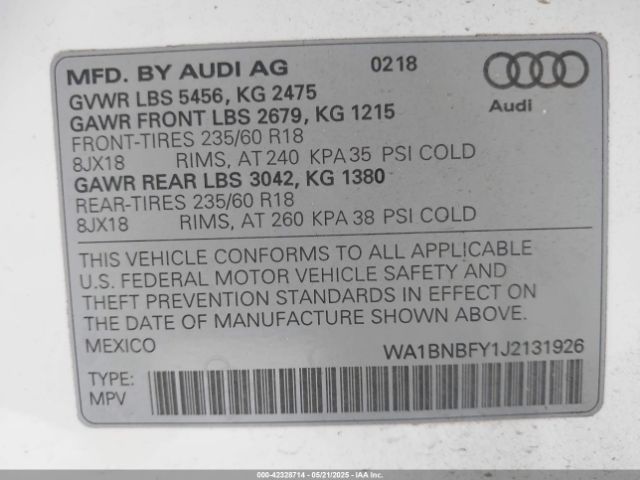 MFD. BY AUDI AG 0218
GVWR LBS 5456, KG 2475
Audi
GAWR FRONT LBS 2679, KG 1215
FRONT-TIRES 235/60 R18
8JX18 RIMS, AT 240 KPA 35 PSI COLD
GAWR REAR LBS 3042, KG 1380
REAR-TIRES 235/60 R18
8JX18 RIMS, AT 260 KPA 38 PSI COLD
THIS VEHICLE CONFORMS TO ALL APPLICABLE
U.S. FEDERAL MOTOR VEHICLE SAFETY AND
THEFT PREVENTION STANDARDS IN EFFECT ON
THE DATE OF MANUFACTURE SHOWN ABOVE.
MEXICO WA1BNBFY1J2131926
TYPE:
MPV
000-42328714 - 05/21/2025 - IAAI.COM